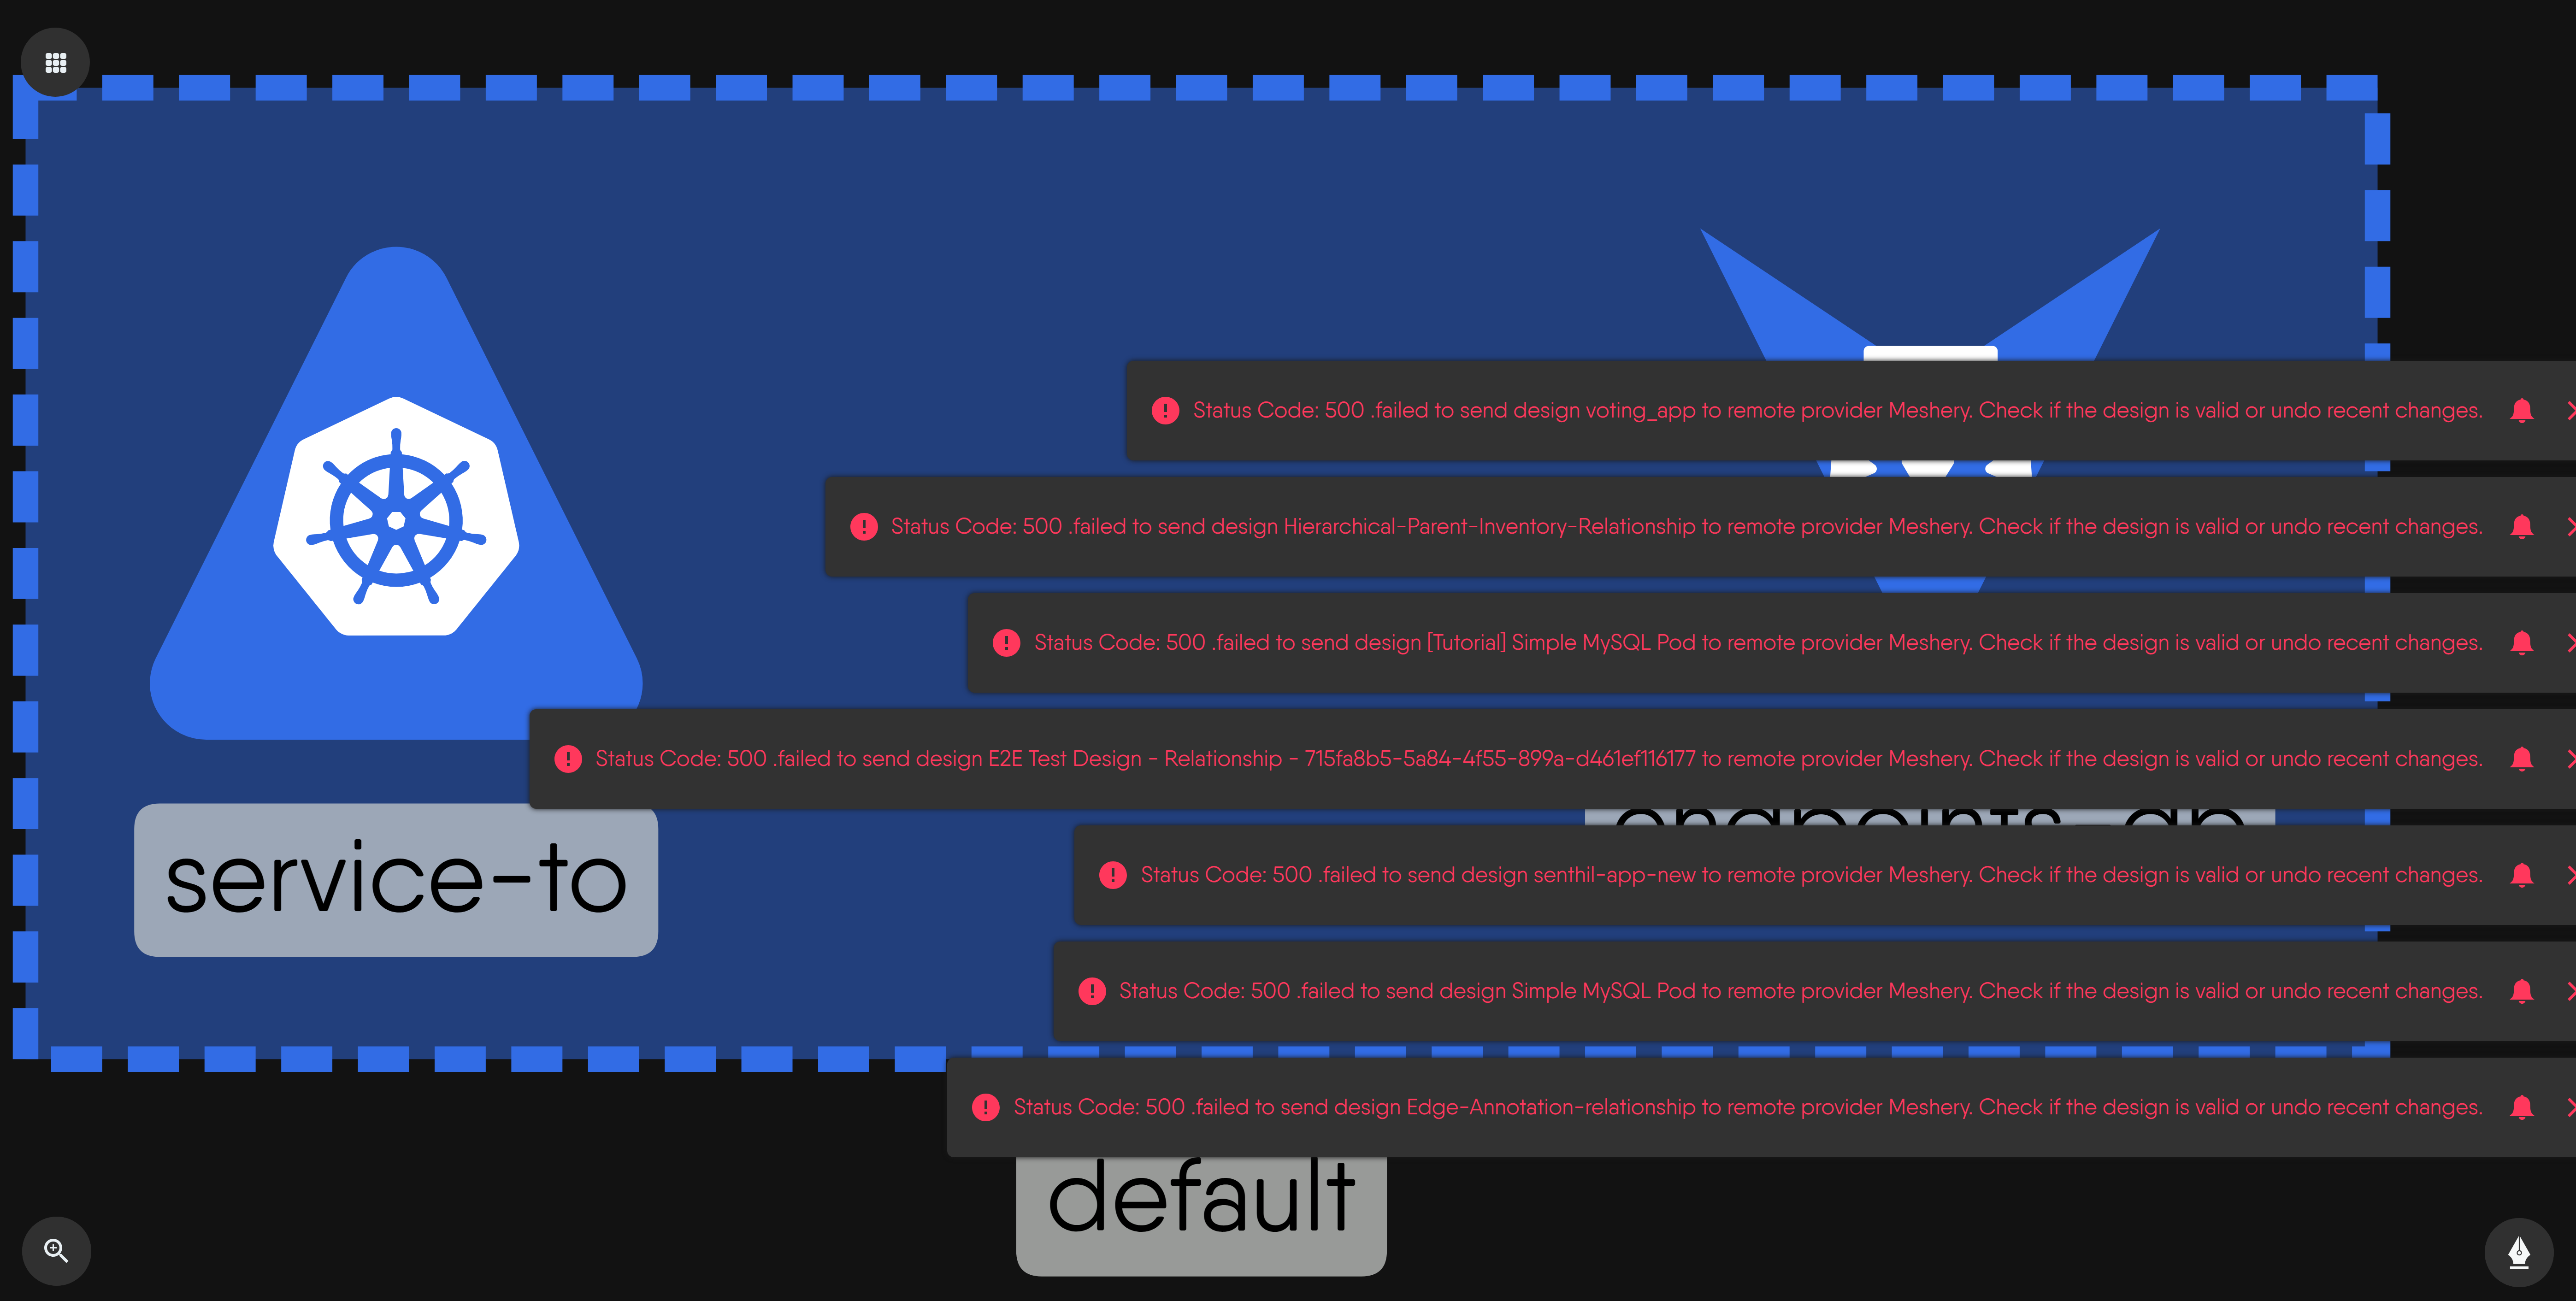 Status Code: 500 .failed to send design voting_app to remote provider Meshery. Check if the design is valid or undo recent changes.
Status Code: 500 .failed to send design Hierarchical-Parent-Inventory-Relationship to remote provider Meshery. Check if the design is valid or undo recent changes.
Status Code: 500 .failed to send design [Tutorial] Simple MySQL Pod to remote provider Meshery. Check if the design is valid or undo recent changes.
Status Code: 500 .failed to send design E2E Test Design - Relationship - 715fa8b5-5a84-4f55-899a-d461ef116177 to remote provider Meshery. Check if the design is valid or undo recent changes.
service-to
Status Code: 500 .failed to send design senthil-app-new to remote provider Meshery. Check if the design is valid or undo recent changes.
Status Code: 500 .failed to send design Simple MySQL Pod to remote provider Meshery. Check if the design is valid or undo recent changes.
Status Code: 500 .failed to send design Edge-Annotation-relationship to remote provider Meshery. Check if the design is valid or undo recent changes.
default